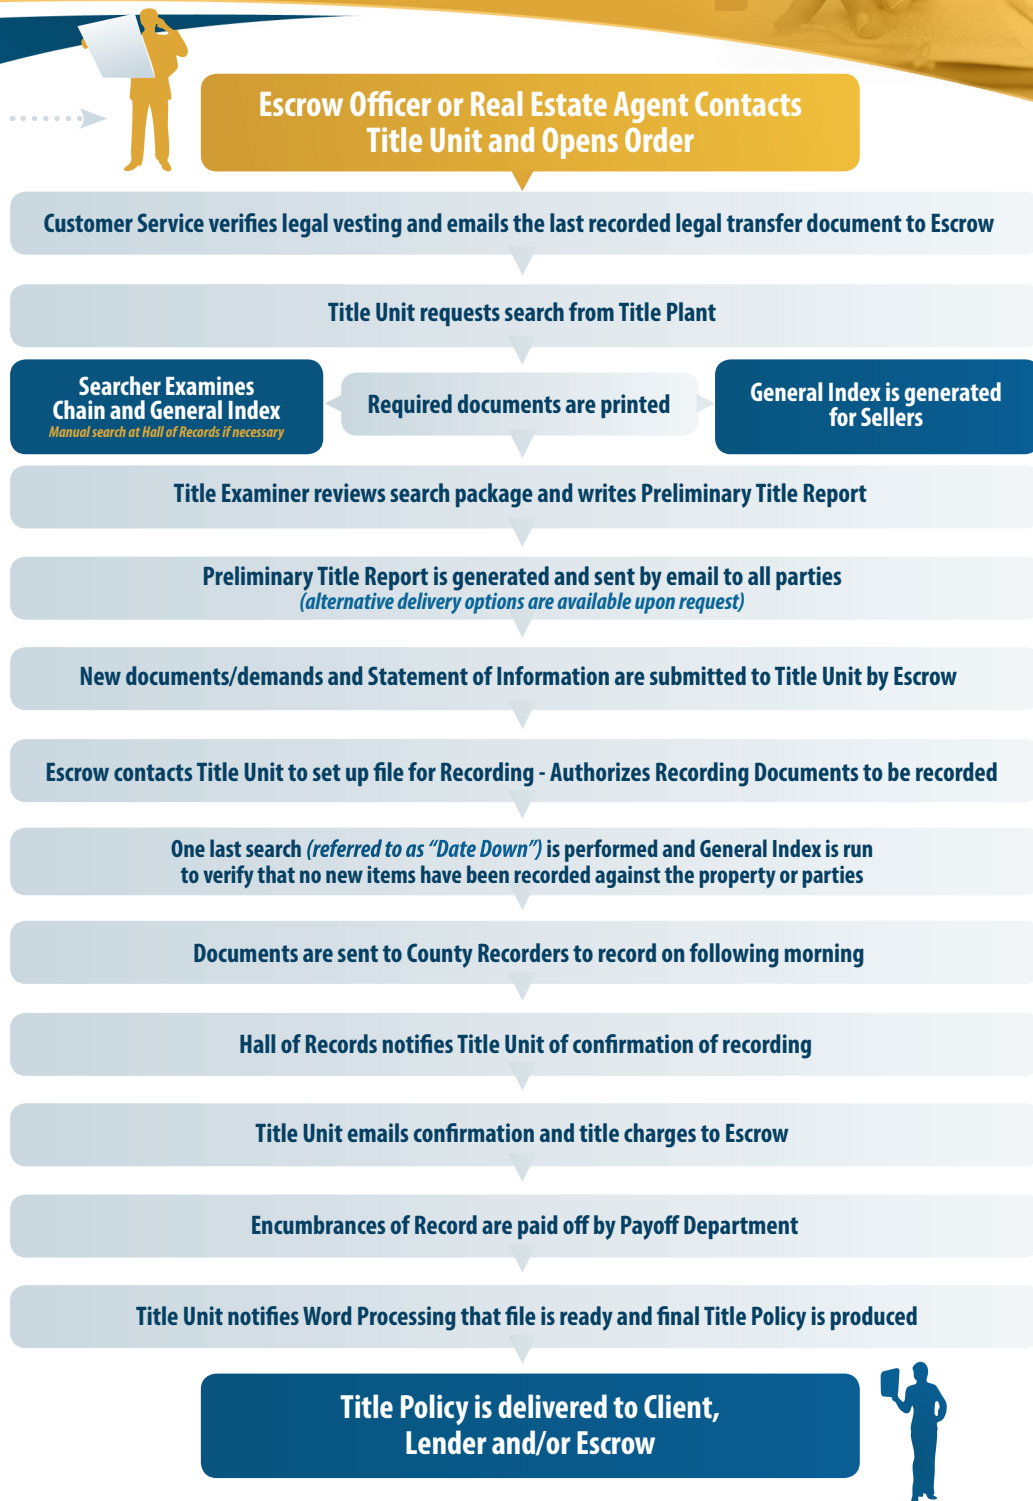 Escrow Officer or Real Estate Agent Contacts
Title Unit and Opens Order
Customer Service verifies legal vesting and emails the last recorded legal transfer document to Escrow
Title Unit requests search from Title Plant
Searcher Examines
Chain and General Index
Manual search at Hall of Records if necessary
Required documents are printed
General Index is generated
for Sellers
Title Examiner reviews search package and writes Preliminary Title Report
Preliminary Title Report is generated and sent by email to all parties
(alternative delivery options are available upon request)
New documents/demands and Statement of Information are submitted to Title Unit by Escrow
Escrow contacts Title Unit to set up file for Recording - Authorizes Recording Documents to be recorded
One last search (referred to as “Date Down”) is performed and General Index is run
to verify that no new items have been recorded against the property or parties
Documents are sent to County Recorders to record on following morning
Hall of Records notifies Title Unit of confirmation of recording
Title Unit emails confirmation and title charges to Escrow
Encumbrances of Record are paid off by Payoff Department
Title Unit notifies Word Processing that file is ready and final Title Policy is produced
Title Policy is delivered to Client,
Lender and/or Escrow